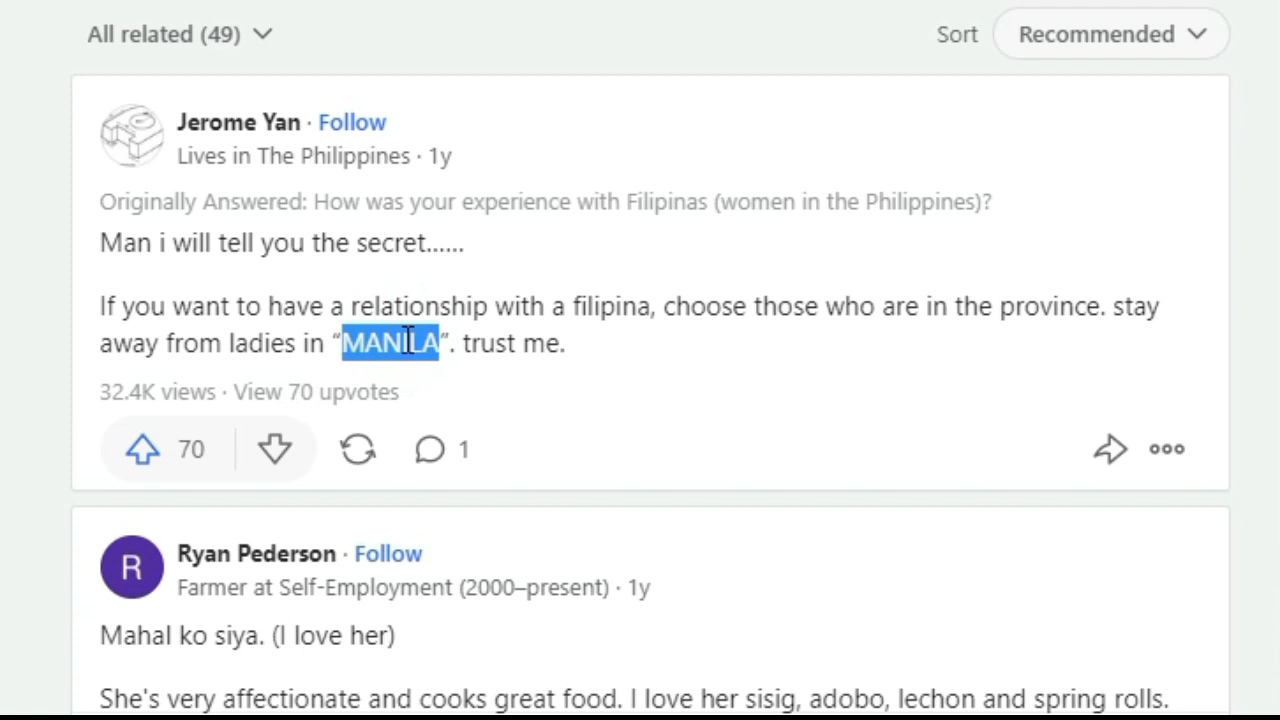 All related (49)
Sort
Recommended
Jerome Yan · Follow
Lives in The Philippines · 1y
Originally Answered: How was your experience with Filipinas (women in the Philippines)?
Man i will tell you the secret......
If you want to have a relationship with a filipina, choose those who are in the province. stay
away from ladies in “MANILA”. trust me.
32.4K views · View 70 upvotes
70
1
R
Ryan Pederson · Follow
Farmer at Self-Employment (2000–present) · 1y
Mahal ko siya. (I love her)
She's very affectionate and cooks great food. I love her sisig, adobo, lechon and spring rolls.